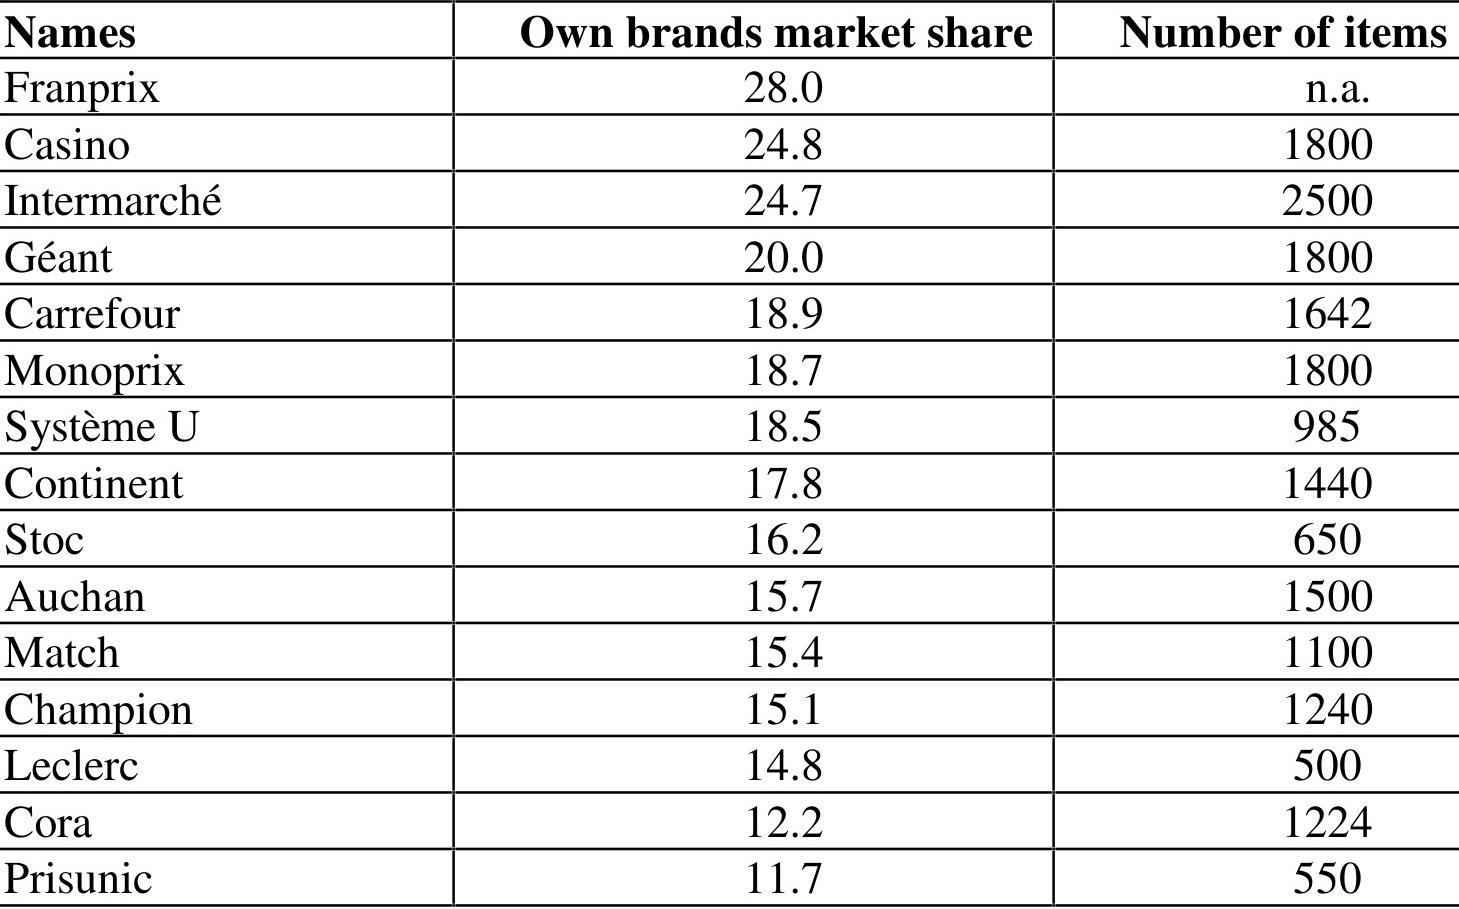 Names Own brands market share Number of items
Franprix 28.0 n.a.
Casino 24.8 1800
Intermarché 24.7 2500
Géant 20.0 1800
Carrefour 18.9 1642
Monoprix 18.7 1800
Système U 18.5 985
Continent 17.8 1440
Stoc 16.2 650
Auchan 15.7 1500
Match 15.4 1100
Champion 15.1 1240
Leclerc 14.8 500
Cora 12.2 1224
Prisunic 11.7 550